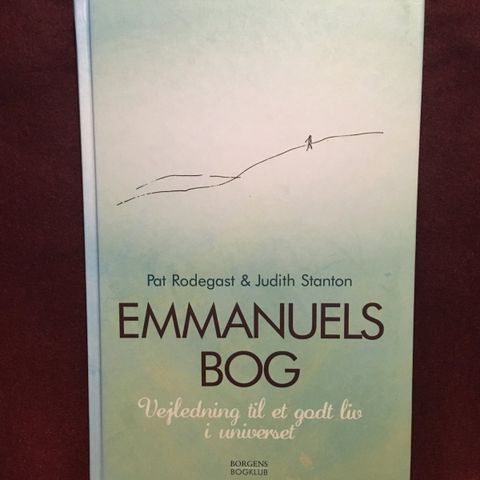 Pat Rodegast & Judith Stanton
EMMANUELS
BOG
Vejledning til et godt liv
i universet
BORGENS
BOGKLUB